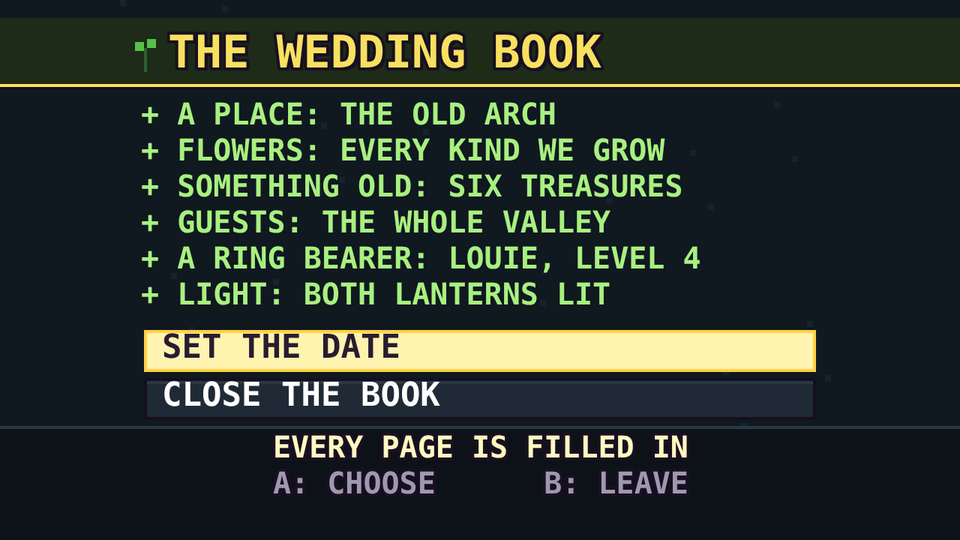 THE WEDDING BOOK
+ A PLACE: THE OLD ARCH
+ FLOWERS: EVERY KIND WE GROW
+ SOMETHING OLD: SIX TREASURES
+ GUESTS: THE WHOLE VALLEY
+ A RING BEARER: LOUIE, LEVEL 4
+ LIGHT: BOTH LANTERNS LIT
SET THE DATE
CLOSE THE BOOK
EVERY PAGE IS FILLED IN
A: CHOOSE B: LEAVE